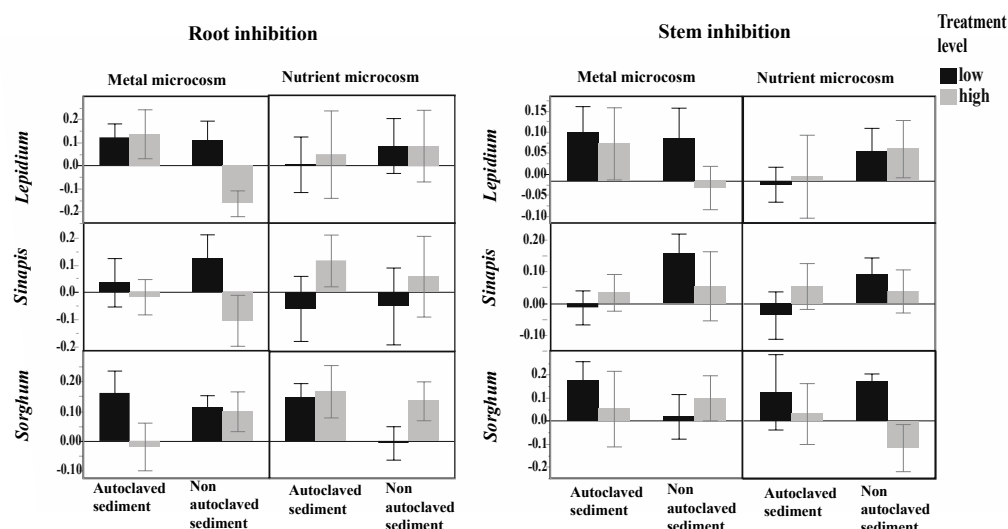 Root inhibition
Stem inhibition
Treatment
level
low
high
Metal microcosm
Nutrient microcosm
Metal microcosm
Nutrient microcosm
Lepidium
0.2
0.1
0.0
-0.1
-0.2
Sinapis
0.2
0.1
0.0
-0.1
-0.2
Sorghum
0.20
0.10
0.00
-0.10
Lepidium
0.15
0.10
0.05
0.00
-0.05
-0.10
Sinapis
0.20
0.10
0.00
-0.10
Sorghum
0.2
0.1
0.0
-0.1
-0.2
Autoclaved
sediment
Non
autoclaved
sediment
Autoclaved
sediment
Non
autoclaved
sediment
Autoclaved
sediment
Non
autoclaved
sediment
Autoclaved
sediment
Non
autoclaved
sediment